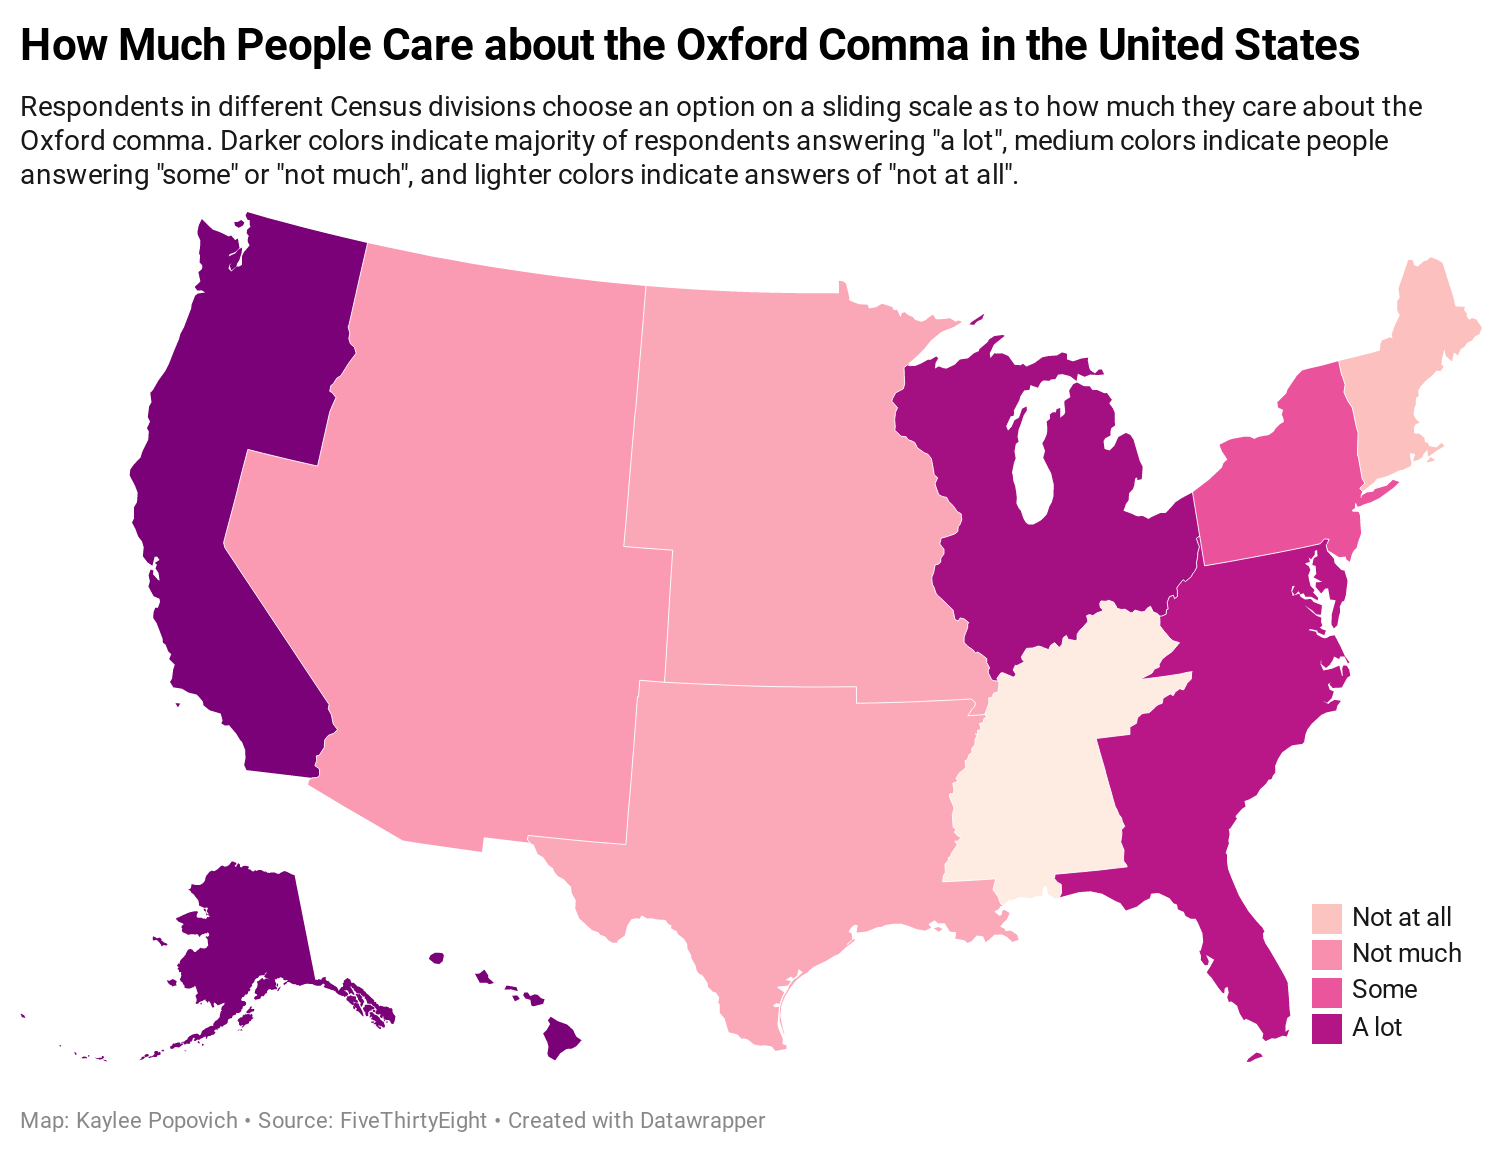 How Much People Care about the Oxford Comma in the United States
Respondents in different Census divisions choose an option on a sliding scale as to how much they care about the
Oxford comma. Darker colors indicate majority of respondents answering "a lot", medium colors indicate people
answering "some" or "not much", and lighter colors indicate answers of "not at all".
Not at all
Not much
Some
A lot
Map: Kaylee Popovich • Source: FiveThirtyEight • Created with Datawrapper